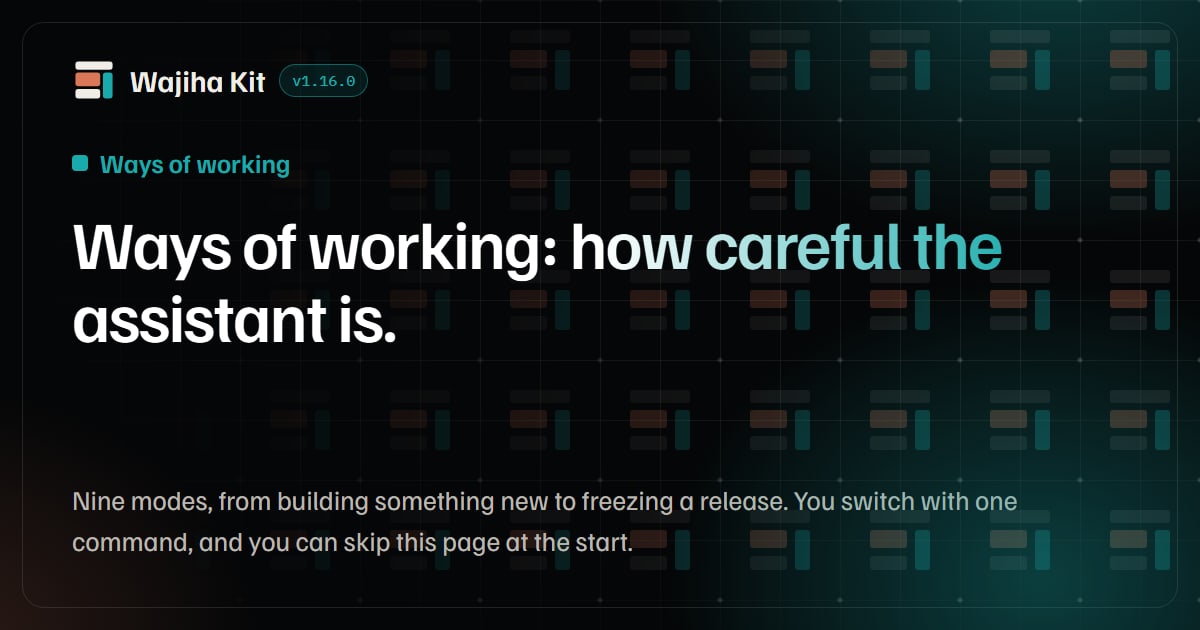 Wajiha Kit
v1.16.0
Ways of working
Ways of working: how careful the
assistant is.
Nine modes, from building something new to freezing a release. You switch with one
command, and you can skip this page at the start.